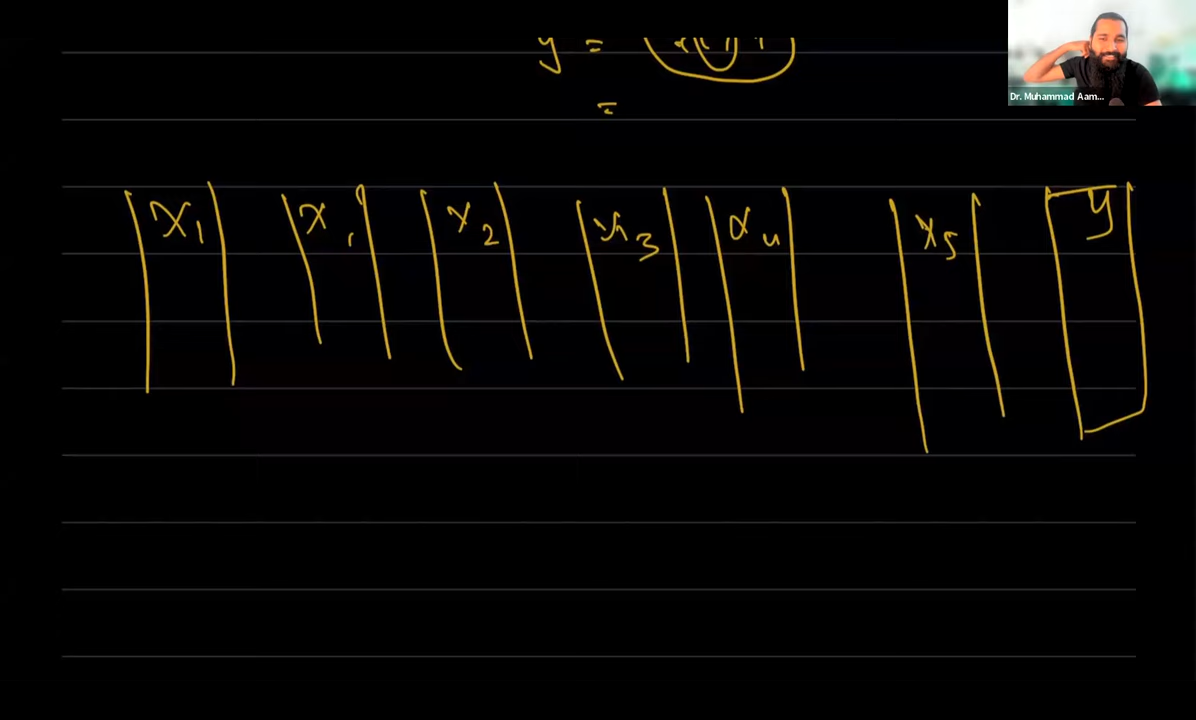 y =
=
x1 x1 x2 x3 x4 x5 y
Dr. Muhammad Aam...